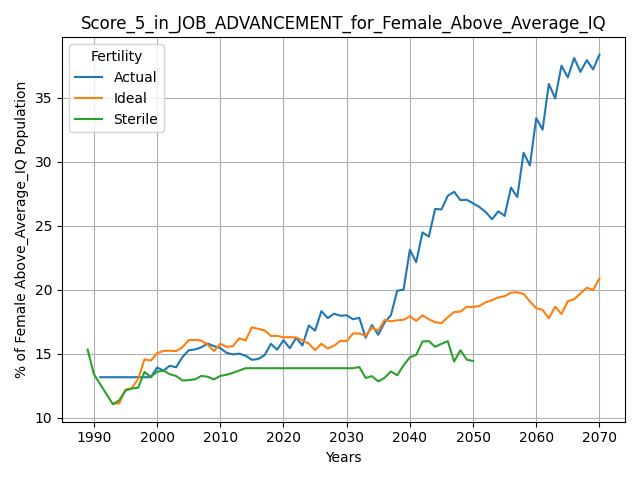 Score_5_in_JOB_ADVANCEMENT_for_Female_Above_Average_IQ
Fertility
Actual
Ideal
Sterile
% of Female Above_Average_IQ Population
35
30
25
20
15
10
1990 2000 2010 2020 2030 2040 2050 2060 2070
Years